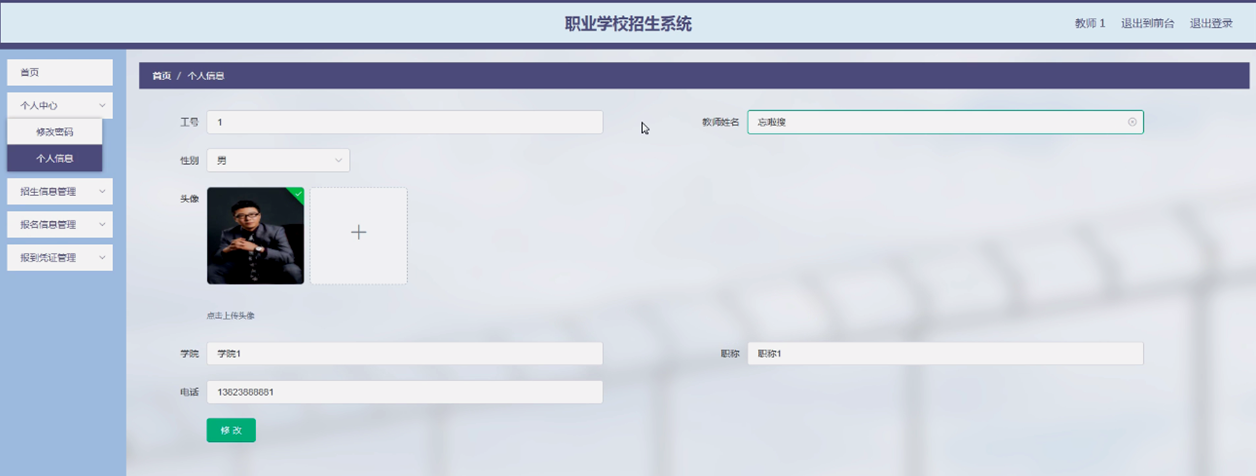 职业学校招生系统
教师 1 退出到前台 退出登录
首页
个人中心
修改密码
个人信息
招生信息管理
报名信息管理
报到凭证管理
首页 / 个人信息
工号 1
教师姓名 忘啦搜
性别 男
头像
点击上传头像
学院 学院1
职称 职称1
电话 13823888881
修 改